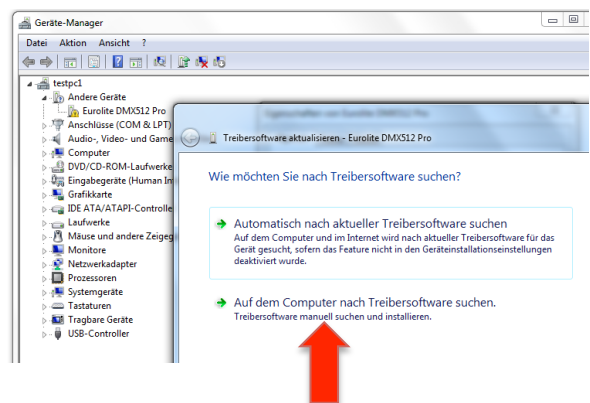 Geräte-Manager
Datei Aktion Ansicht ?
testpc1
Andere Geräte
Eurolite DMX512 Pro
Anschlüsse (COM & LPT)
Audio-, Video- und Game
Computer
DVD/CD-ROM-Laufwerke
Eingabegeräte (Human In
Grafikkarte
IDE ATA/ATAPI-Controlle
Laufwerke
Mäuse und andere Zeigeg
Monitore
Netzwerkadapter
Prozessoren
Systemgeräte
Tastaturen
Tragbare Geräte
USB-Controller
Eigenschaften von Eurolite DMX512 Pro
Treibersoftware aktualisieren - Eurolite DMX512 Pro
Wie möchten Sie nach Treibersoftware suchen?
Automatisch nach aktueller Treibersoftware suchen
Auf dem Computer und im Internet wird nach aktueller Treibersoftware für das
Gerät gesucht, sofern das Feature nicht in den Geräteinstallationseinstellungen
deaktiviert wurde.
Auf dem Computer nach Treibersoftware suchen.
Treibersoftware manuell suchen und installieren.